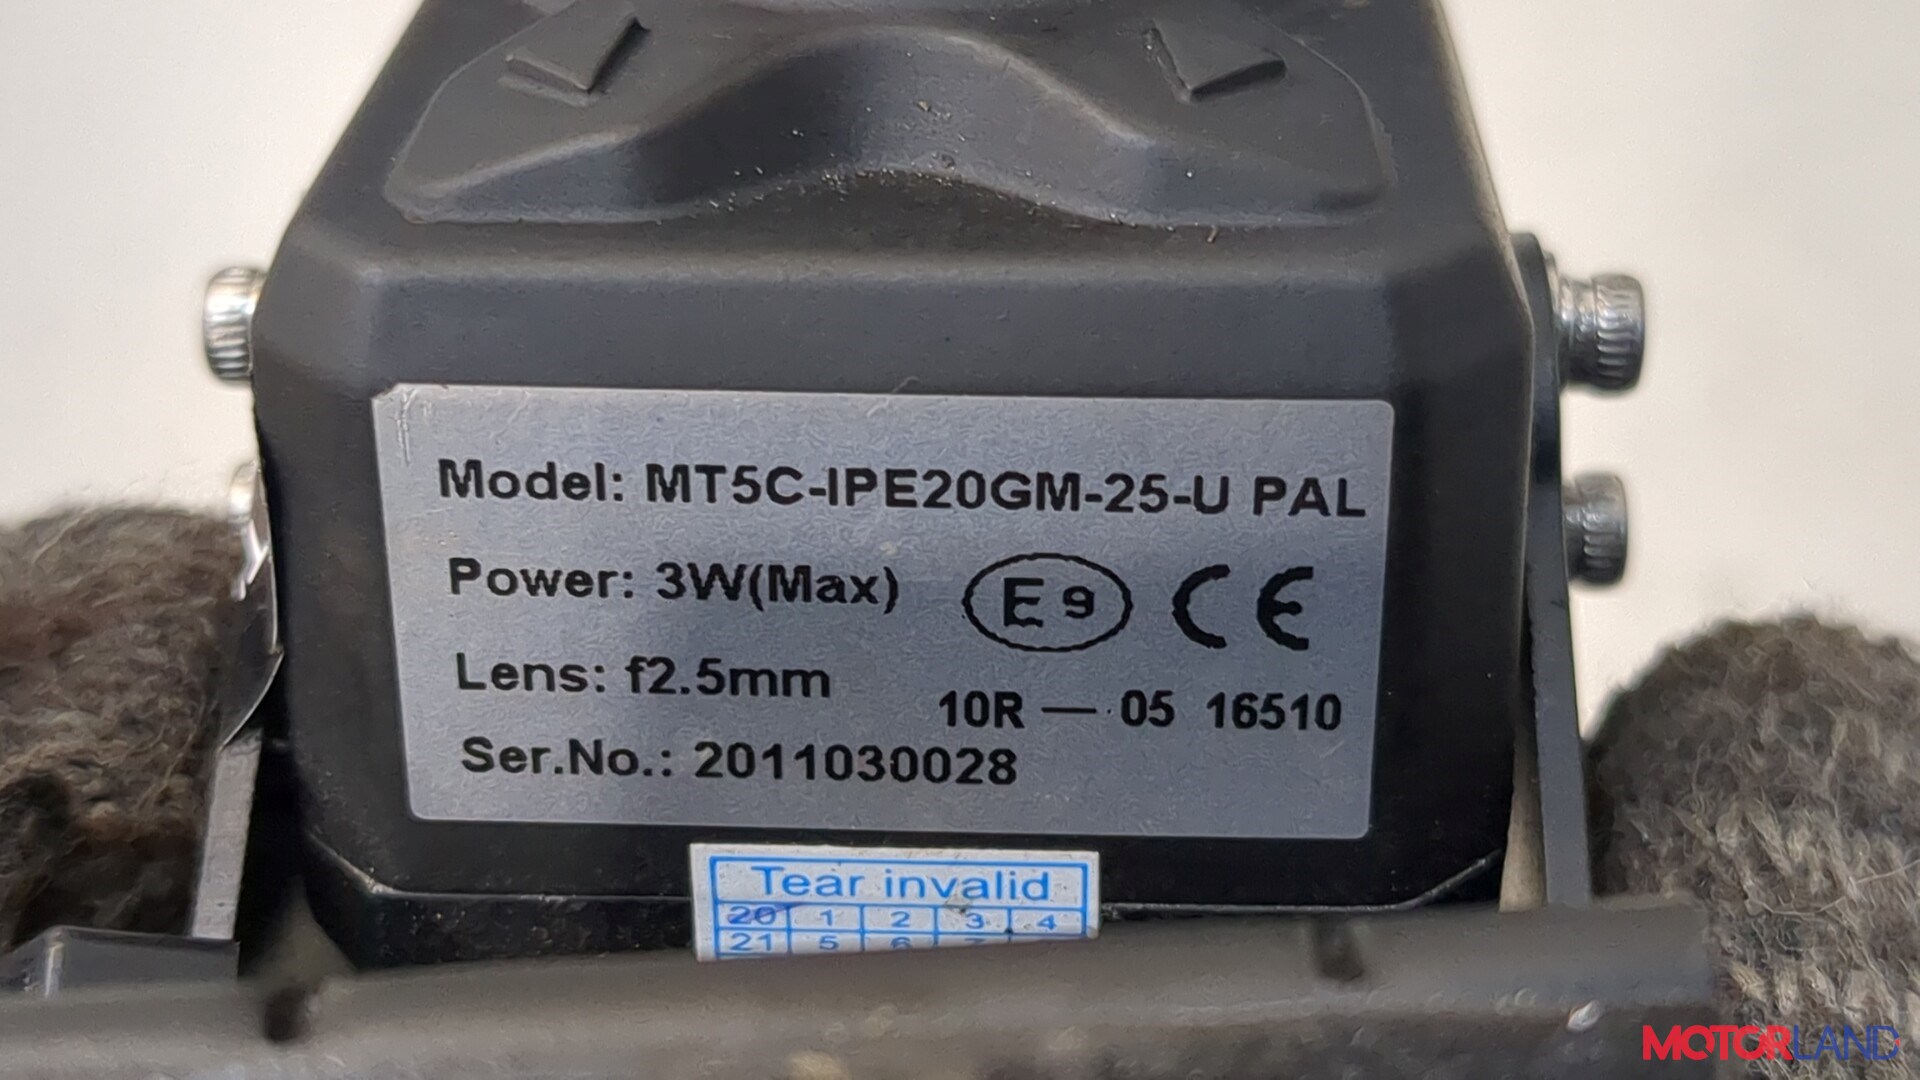 Model: MT5C-IPE20GM-25-U PAL
Power: 3W(Max) E9 CE
Lens: f2.5mm
10R — 05 16510
Ser.No.: 2011030028
Tear invalid
20 1 2 3 4
21 5 6
MOTORLAND